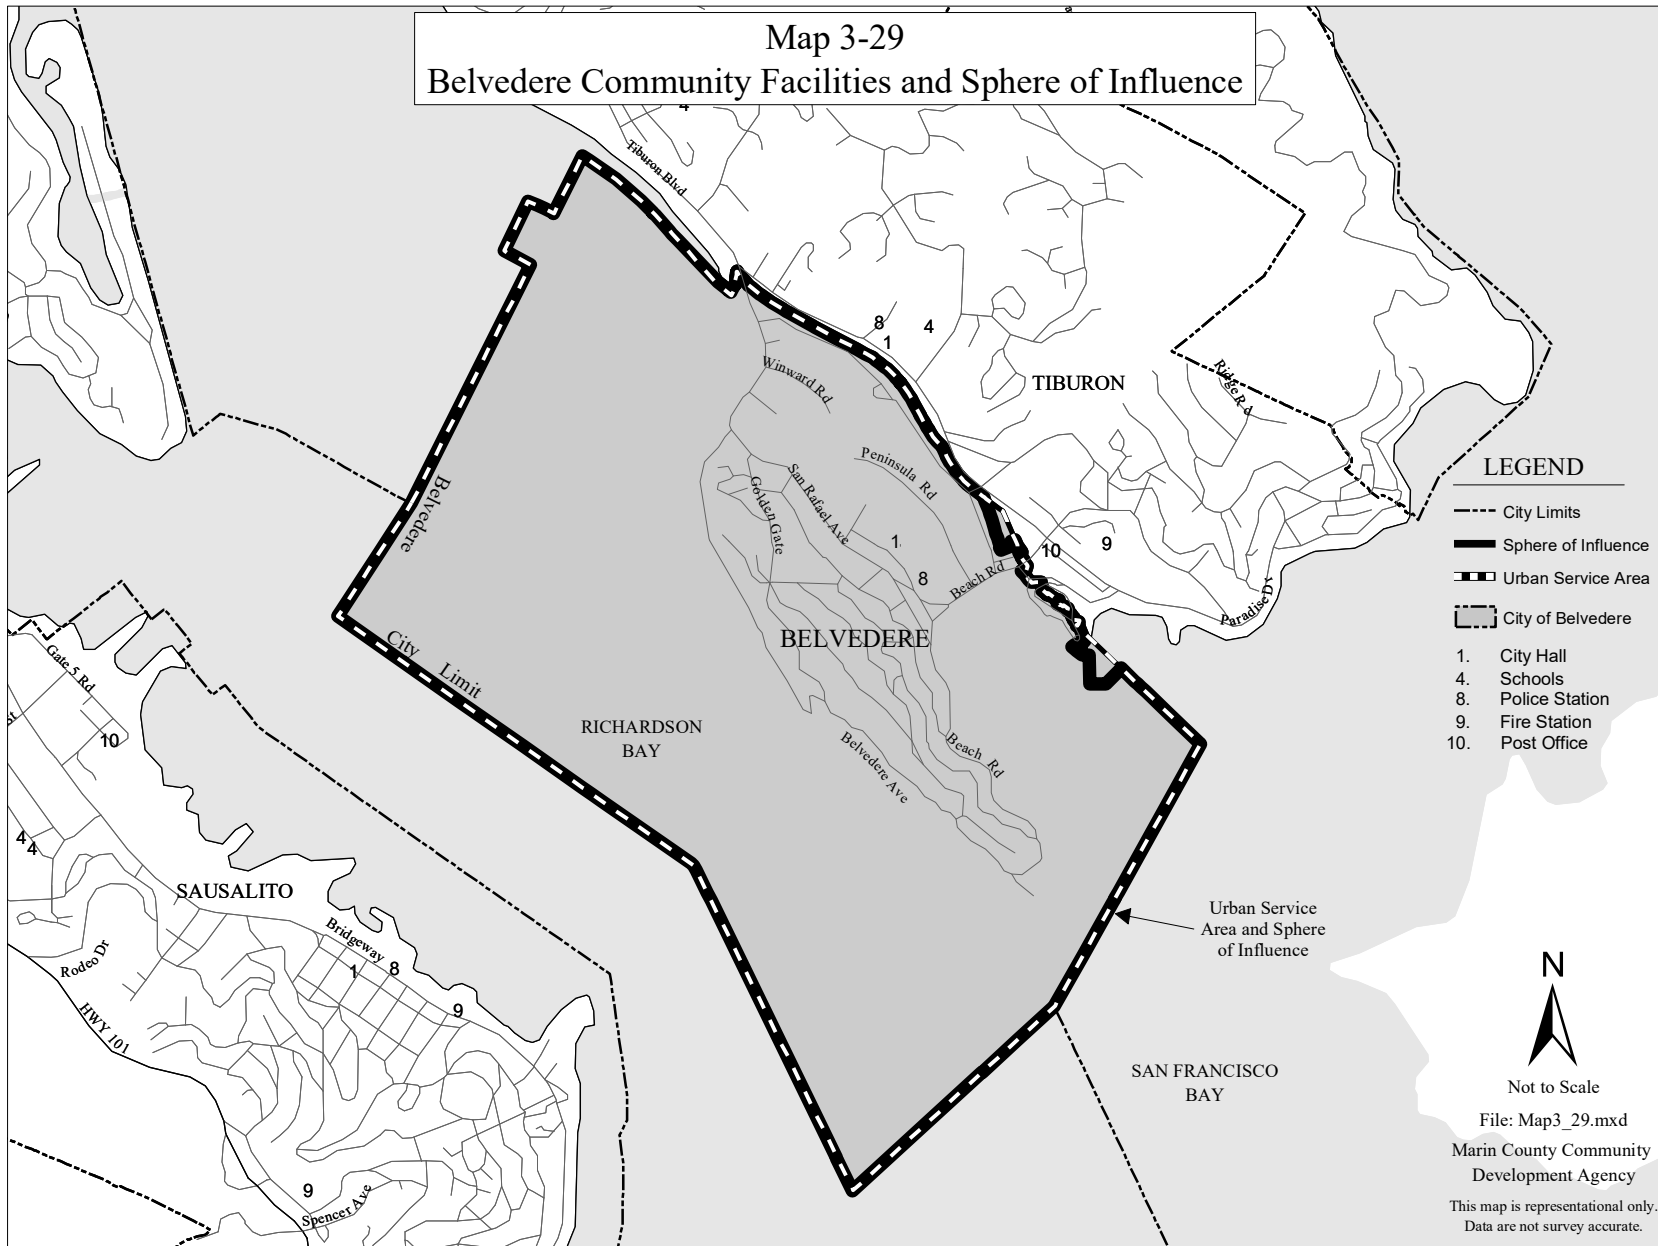 Map 3-29
Belvedere Community Facilities and Sphere of Influence
4
Tiburon Blvd
8
4
1
Winward Rd
TIBURON
Ridge Rd
Peninsula Rd
San Rafael Ave
Golden Gate
Belvedere
1
8
Beach Rd
10
9
Paradise Dr
BELVEDERE
City Limit
RICHARDSON
BAY
Beach Rd
Belvedere Ave
Gate 5 Rd
st
10
4
4
SAUSALITO
Bridgeway
Rodeo Dr
1
8
9
HWY 101
9
Spencer Ave
Urban Service
Area and Sphere
of Influence
SAN FRANCISCO
BAY
LEGEND
City Limits
Sphere of Influence
Urban Service Area
City of Belvedere
1. City Hall
4. Schools
8. Police Station
9. Fire Station
10. Post Office
N
Not to Scale
File: Map3_29.mxd
Marin County Community
Development Agency
This map is representational only.
Data are not survey accurate.